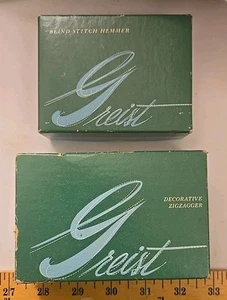 BLIND STITCH HEMMER
Greist
DECORATIVE
ZIGZAGGER
Greist
27 28 29 30 31 32 33